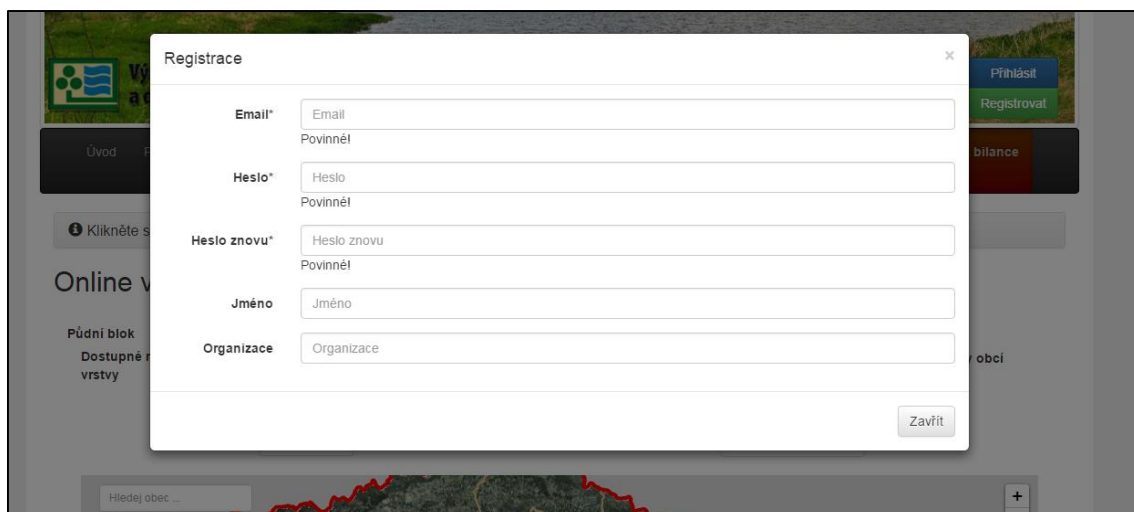 Registrace ×
Přihlásit
Registrovat
Email* Email
Povinné!
Úvod
bilance
Heslo* Heslo
Povinné!
Klikněte
Heslo znovu* Heslo znovu
Povinné!
Online
Jméno Jméno
Půdní blok
Organizace Organizace
Dostupné
obcí
vrstvy
Zavřít
Hledej obec ...
+